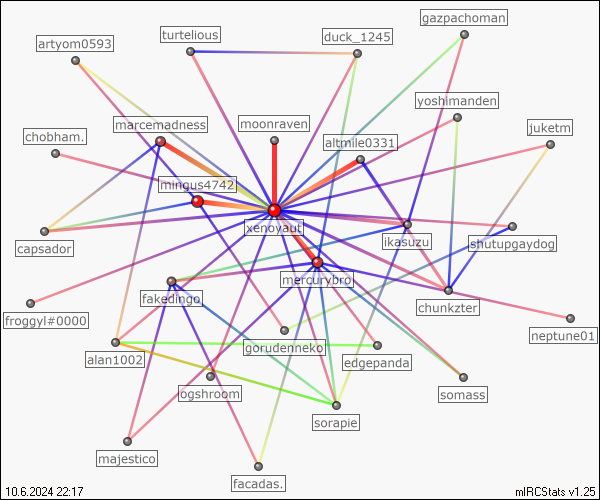 gazpachoman
artyom0593
turtelious
duck_1245
yoshimanden
marcemadness
moonraven
juketm
chobham.
altmile0331
mingus4742
xenovaut
capsador
ikasuzu
shutupgaydog
mercurybro
fakedingo
chunkzter
froggyl#0000
neptune01
gorudenneko
alan1002
edgepanda
ogshroom
somass
sorapie
majestico
facadas.
10.6.2024 22:17
mIRCStats v1.25